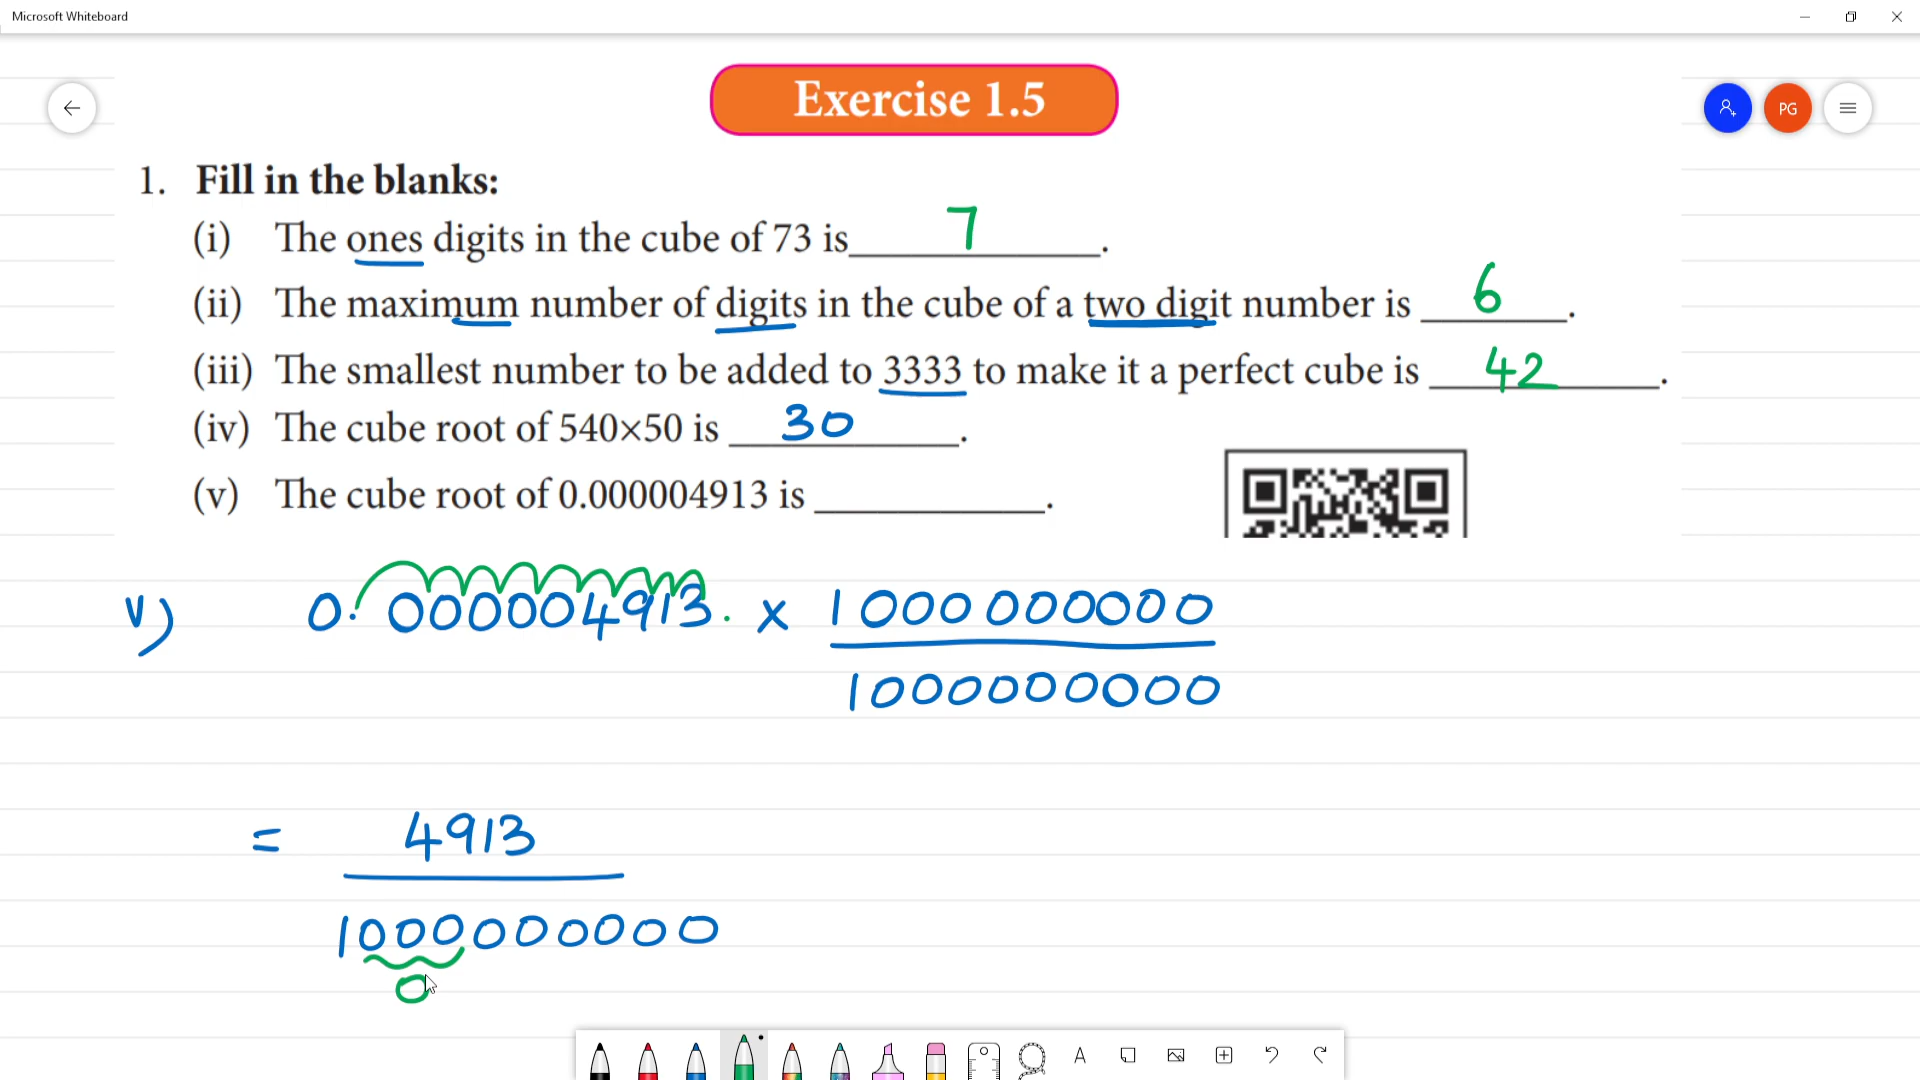 Microsoft Whiteboard
Exercise 1.5
PG
1. Fill in the blanks:
(i) The ones digits in the cube of 73 is 7.
(ii) The maximum number of digits in the cube of a two digit number is 6.
(iii) The smallest number to be added to 3333 to make it a perfect cube is 42.
(iv) The cube root of 540×50 is 30.
(v) The cube root of 0.000004913 is ____________.
v) 0.000004913. x 1000000000
1000000000
= 4913
1000000000
0
A